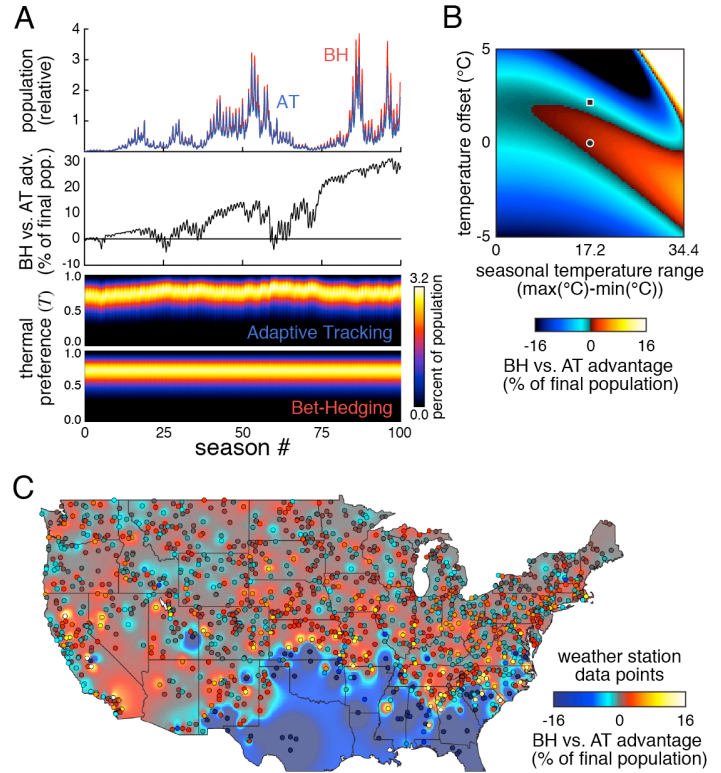 A
population
(relative)
4
3
2
1
BH
AT
BH vs. AT adv.
(% of final pop.)
30
20
10
0
-10
thermal
preference (T)
1.0
0.5
0.0
Adaptive Tracking
1.0
0.5
0.0
Bet-Hedging
3.2
0.0
percent of population
0
25
50
75
100
season #
B
temperature offset (°C)
5
0
-5
0
17.2
34.4
seasonal temperature range
(max(°C)-min(°C))
-16
0
16
BH vs. AT advantage
(% of final population)
C
weather station
data points
-16
0
16
BH vs. AT advantage
(% of final population)